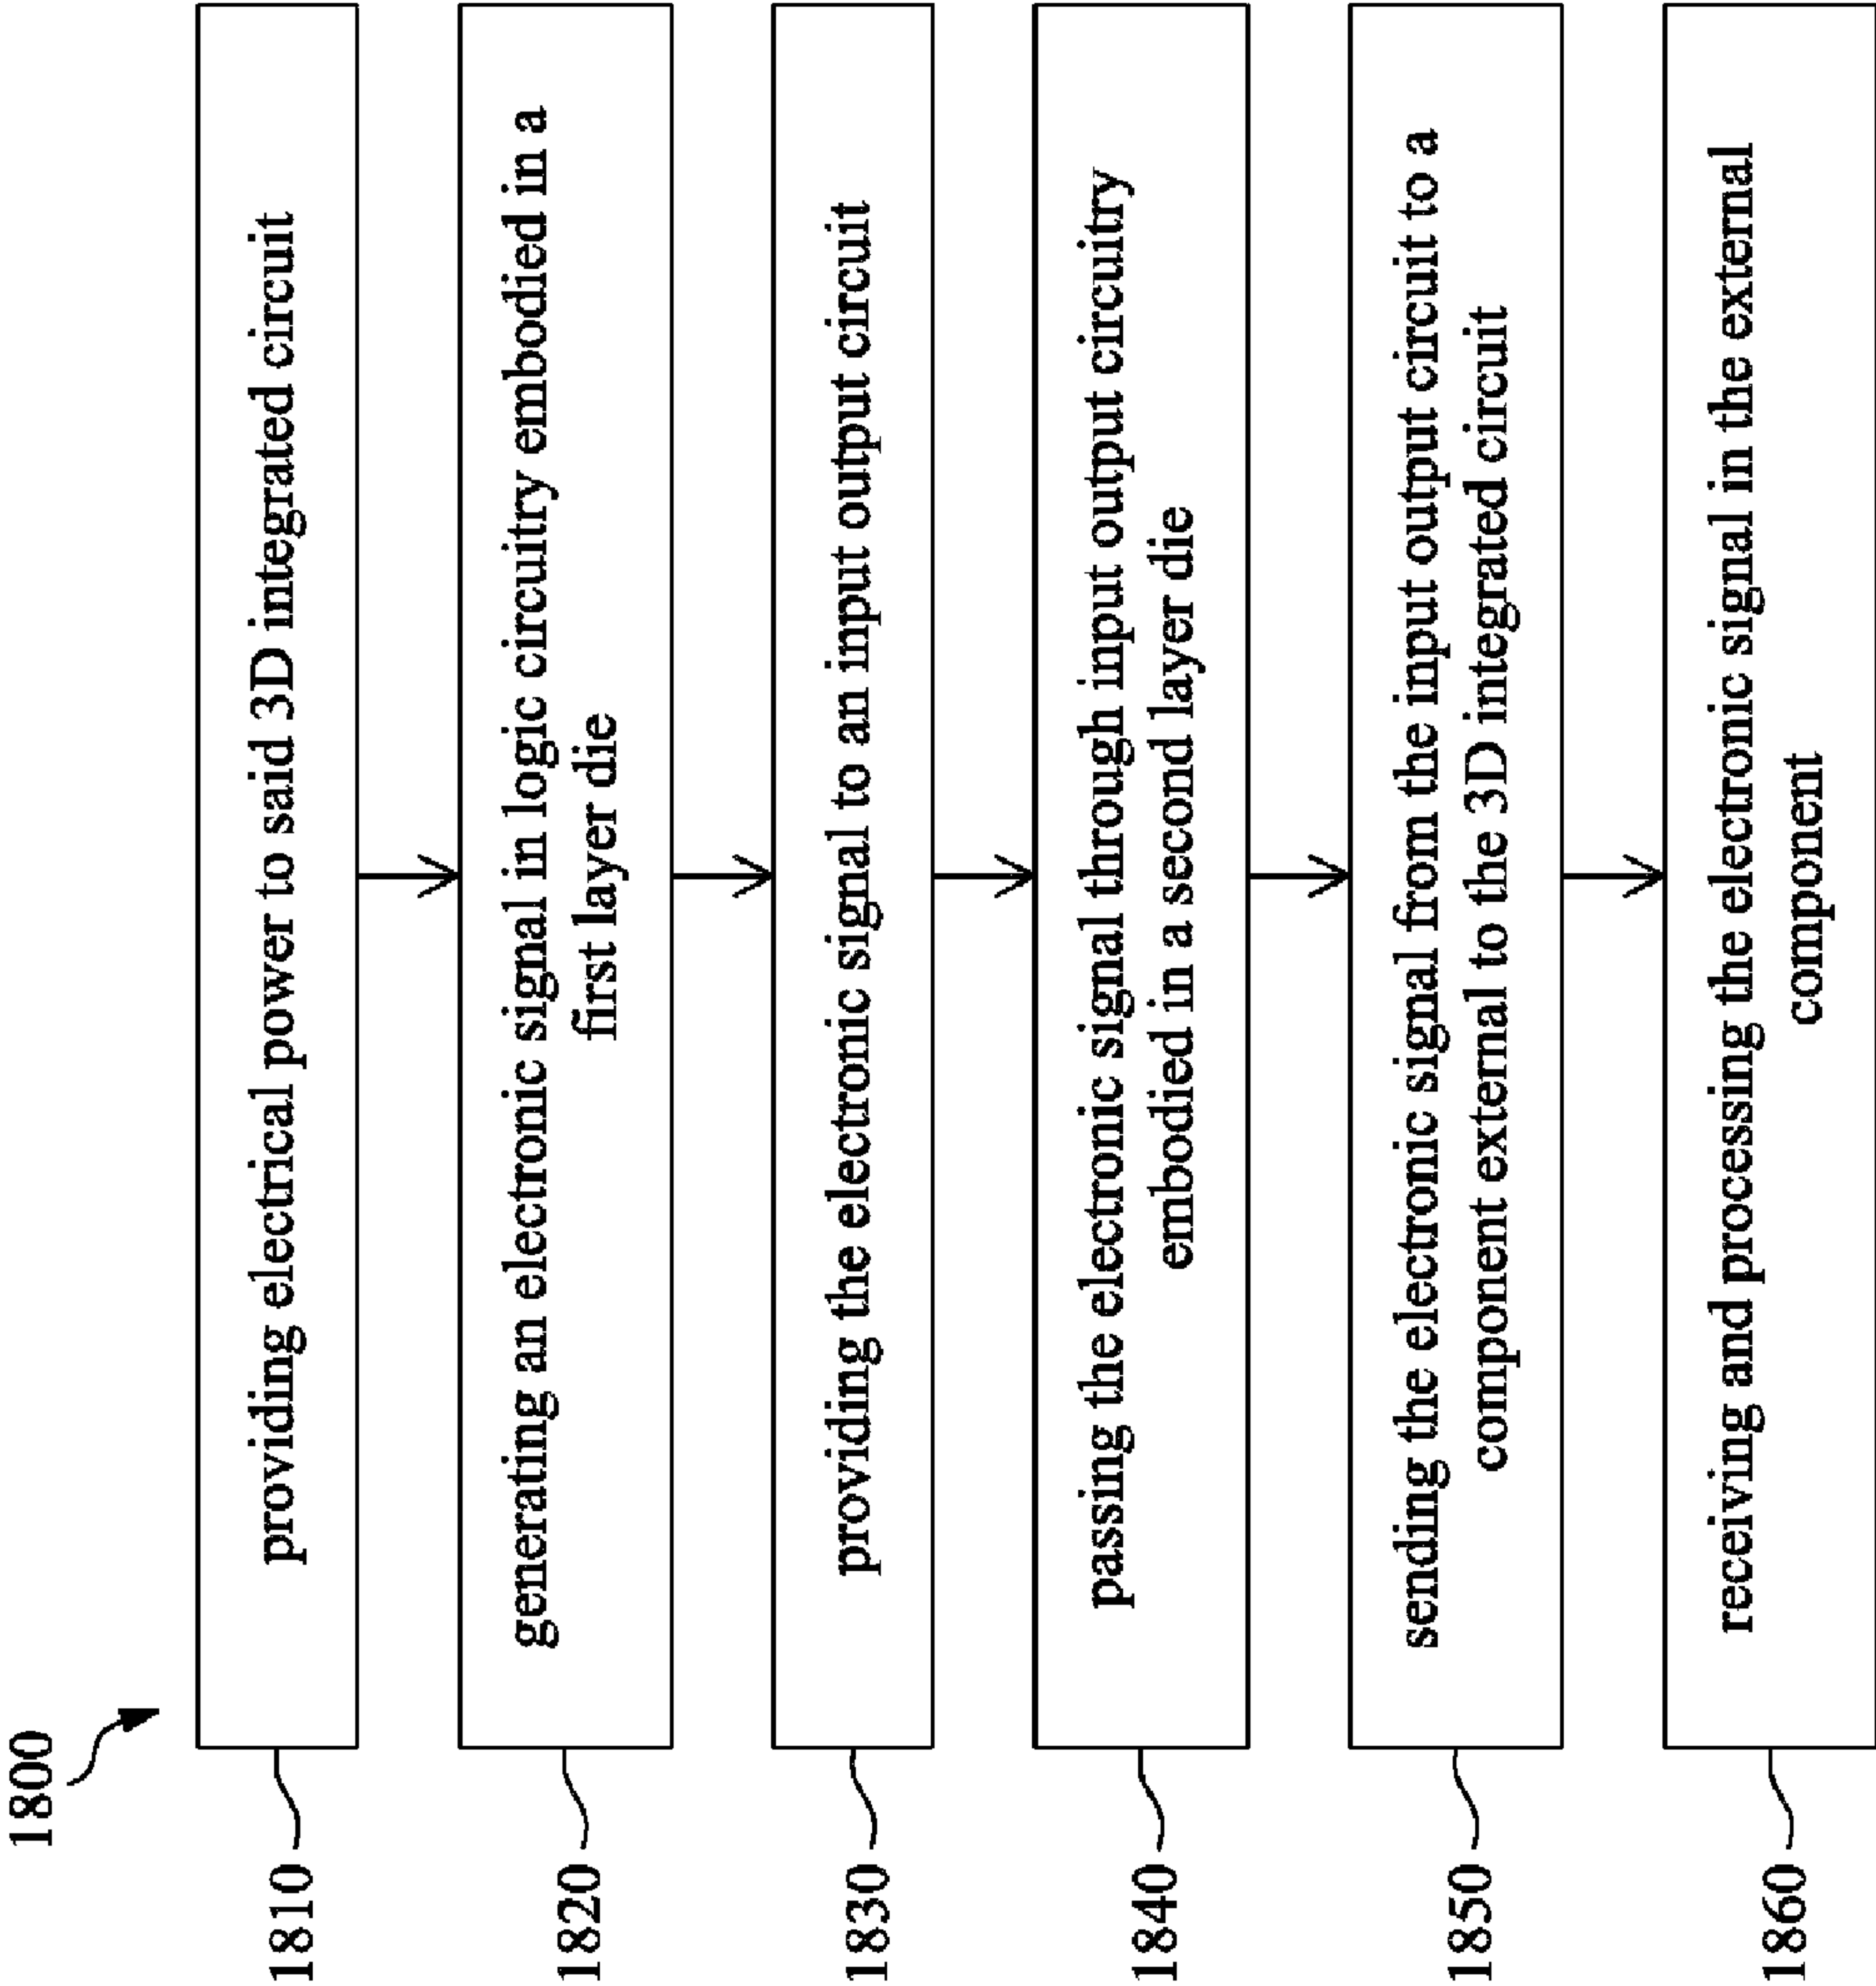 1800
1810
providing electrical power to said 3D integrated circuit
1820
generating an electronic signal in logic circuitry embodied in a
first layer die
1830
providing the electronic signal to an input output circuit
1840
passing the electronic signal through input output circuitry
embodied in a second layer die
1850
sending the electronic signal from the input output circuit to a
component external to the 3D integrated circuit
1860
receiving and processing the electronic signal in the external
component